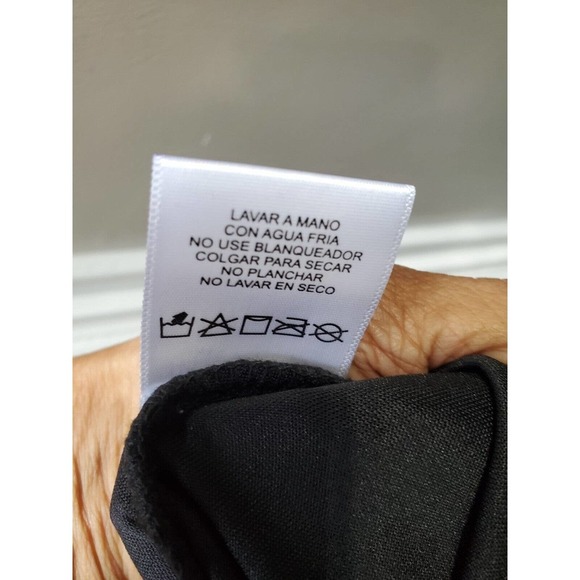 LAVAR A MANO
CON AGUA FRIA
NO USE BLANQUEADOR
COLGAR PARA SECAR
NO PLANCHAR
NO LAVAR EN SECO